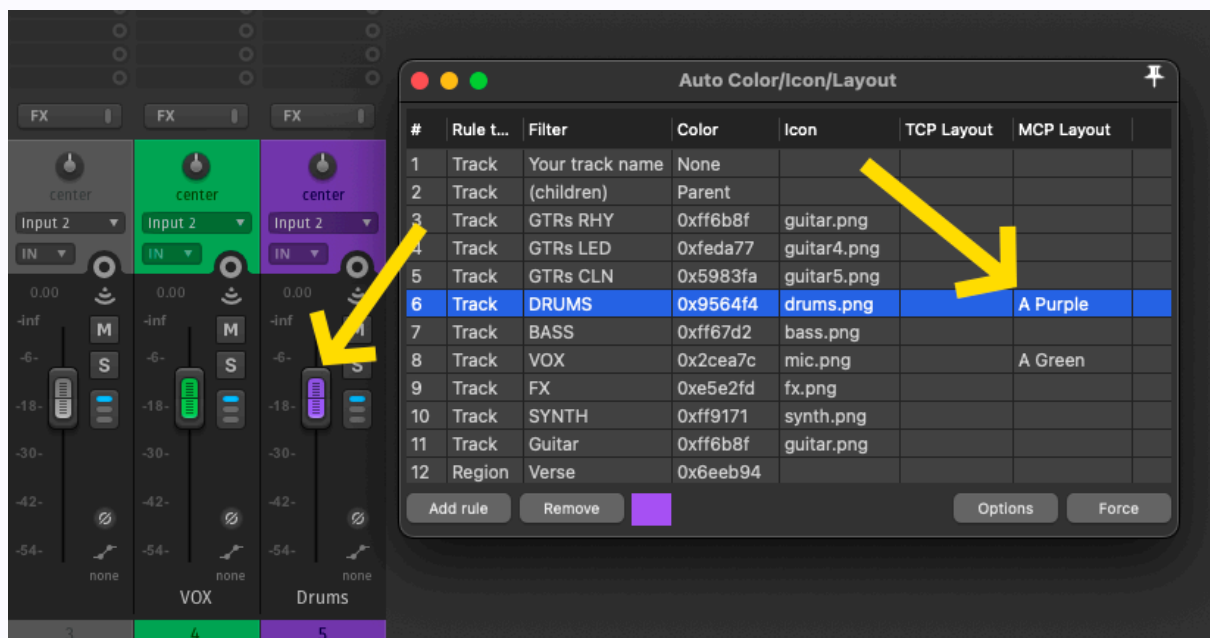 FX FX FX
center center center
Input 2 Input 2 Input 2
IN IN IN
0.00 0.00 0.00
-inf -inf -inf
M M
-6- -6- -6-
S S S
-18- -18- -18-
-30- -30- -30-
-42- -42- -42-
-54- -54- -54-
none none none
VOX Drums
3 4 5
Auto Color/Icon/Layout
# Rule t... Filter Color Icon TCP Layout MCP Layout
1 Track Your track name None
2 Track (children) Parent
3 Track GTRs RHY 0xff6b8f guitar.png
4 Track GTRs LED 0xfeda77 guitar4.png
5 Track GTRs CLN 0x5983fa guitar5.png
6 Track DRUMS 0x9564f4 drums.png A Purple
7 Track BASS 0xff67d2 bass.png
8 Track VOX 0x2cea7c mic.png A Green
9 Track FX 0xe5e2fd fx.png
10 Track SYNTH 0xff9171 synth.png
11 Track Guitar 0xff6b8f guitar.png
12 Region Verse 0x6eeb94
Add rule Remove Options Force